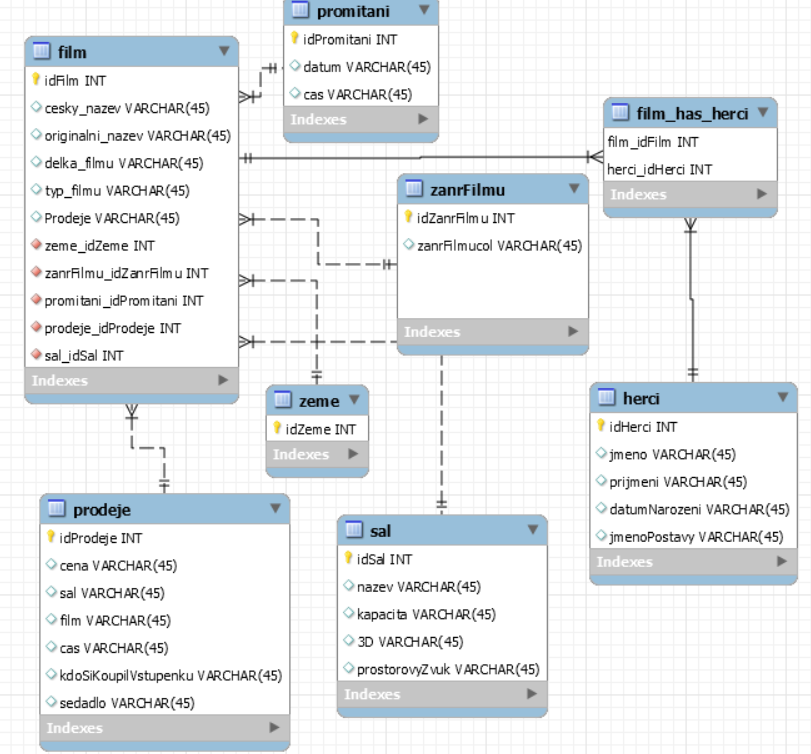 promitani
idPromitani INT
datum VARCHAR(45)
cas VARCHAR(45)
Indexes
film
idFilm INT
cesky_nazev VARCHAR(45)
originalni_nazev VARCHAR(45)
delka_filmu VARCHAR(45)
typ_filmu VARCHAR(45)
Prodeje VARCHAR(45)
zeme_idZeme INT
zanrFilmu_idZanrFilmu INT
promitani_idPromitani INT
prodeje_idProdeje INT
sal_idSal INT
Indexes
film_has_herci
film_idFilm INT
herci_idHerci INT
Indexes
zanrFilmu
idZanrFilmu INT
zanrFilmucol VARCHAR(45)
Indexes
zeme
idZeme INT
Indexes
herci
idHerci INT
jmeno VARCHAR(45)
prijmeni VARCHAR(45)
datumNarozeni VARCHAR(45)
jmenoPostavy VARCHAR(45)
Indexes
prodeje
idProdeje INT
cena VARCHAR(45)
sal VARCHAR(45)
film VARCHAR(45)
cas VARCHAR(45)
kdoSiKoupilVstupenku VARCHAR(45)
sedadlo VARCHAR(45)
Indexes
sal
idSal INT
nazev VARCHAR(45)
kapacita VARCHAR(45)
3D VARCHAR(45)
prostorovyZvuk VARCHAR(45)
Indexes